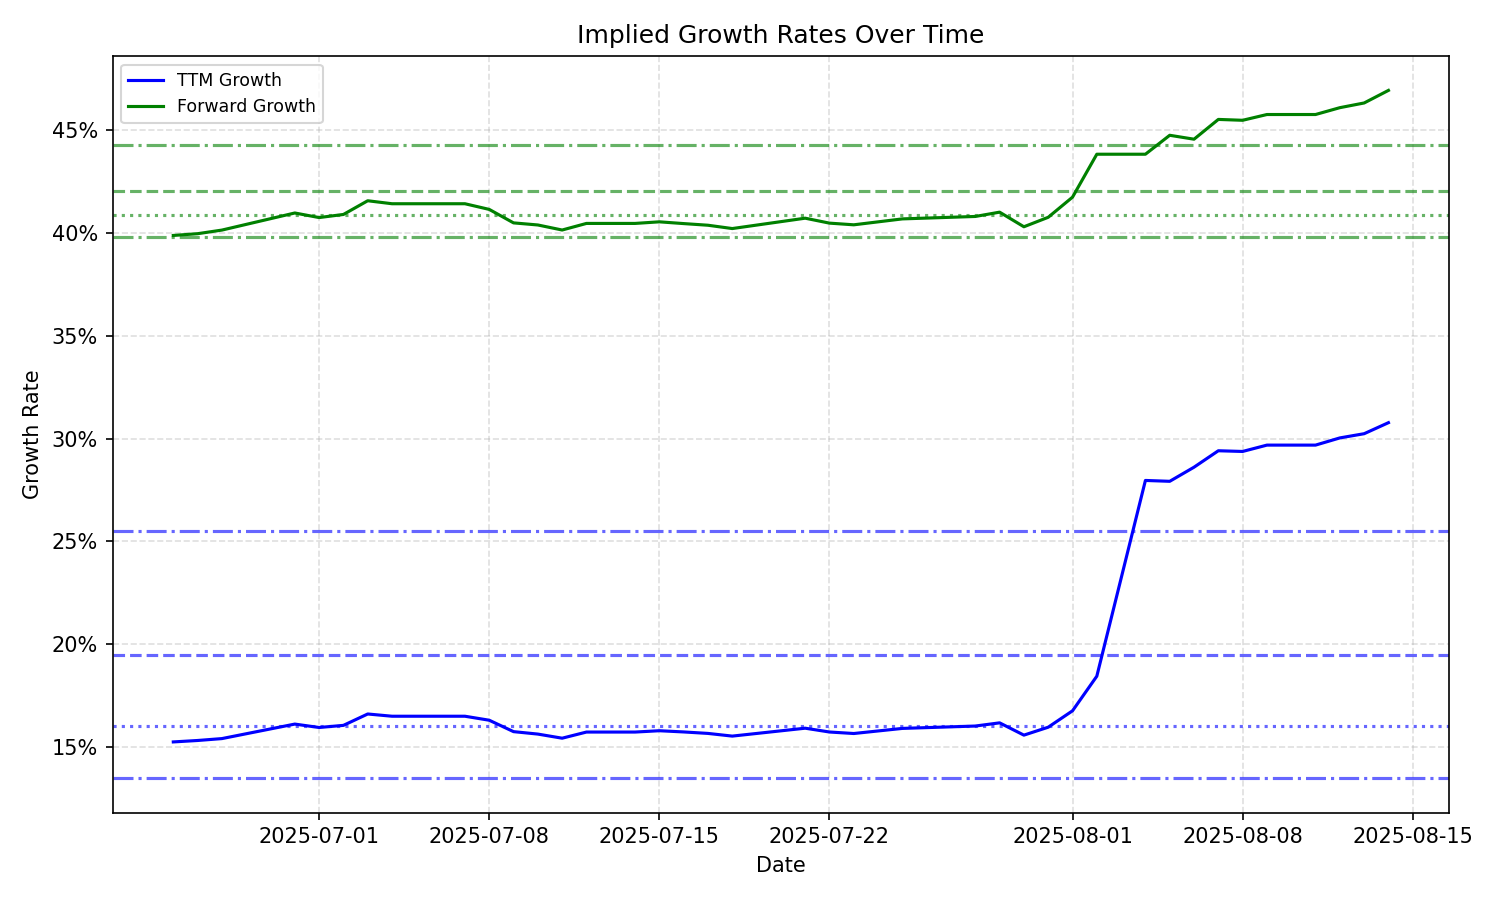 Implied Growth Rates Over Time
TTM Growth
Forward Growth
45%
40%
35%
30%
25%
20%
15%
Growth Rate
2025-07-01
2025-07-08
2025-07-15
2025-07-22
2025-08-01
2025-08-08
2025-08-15
Date